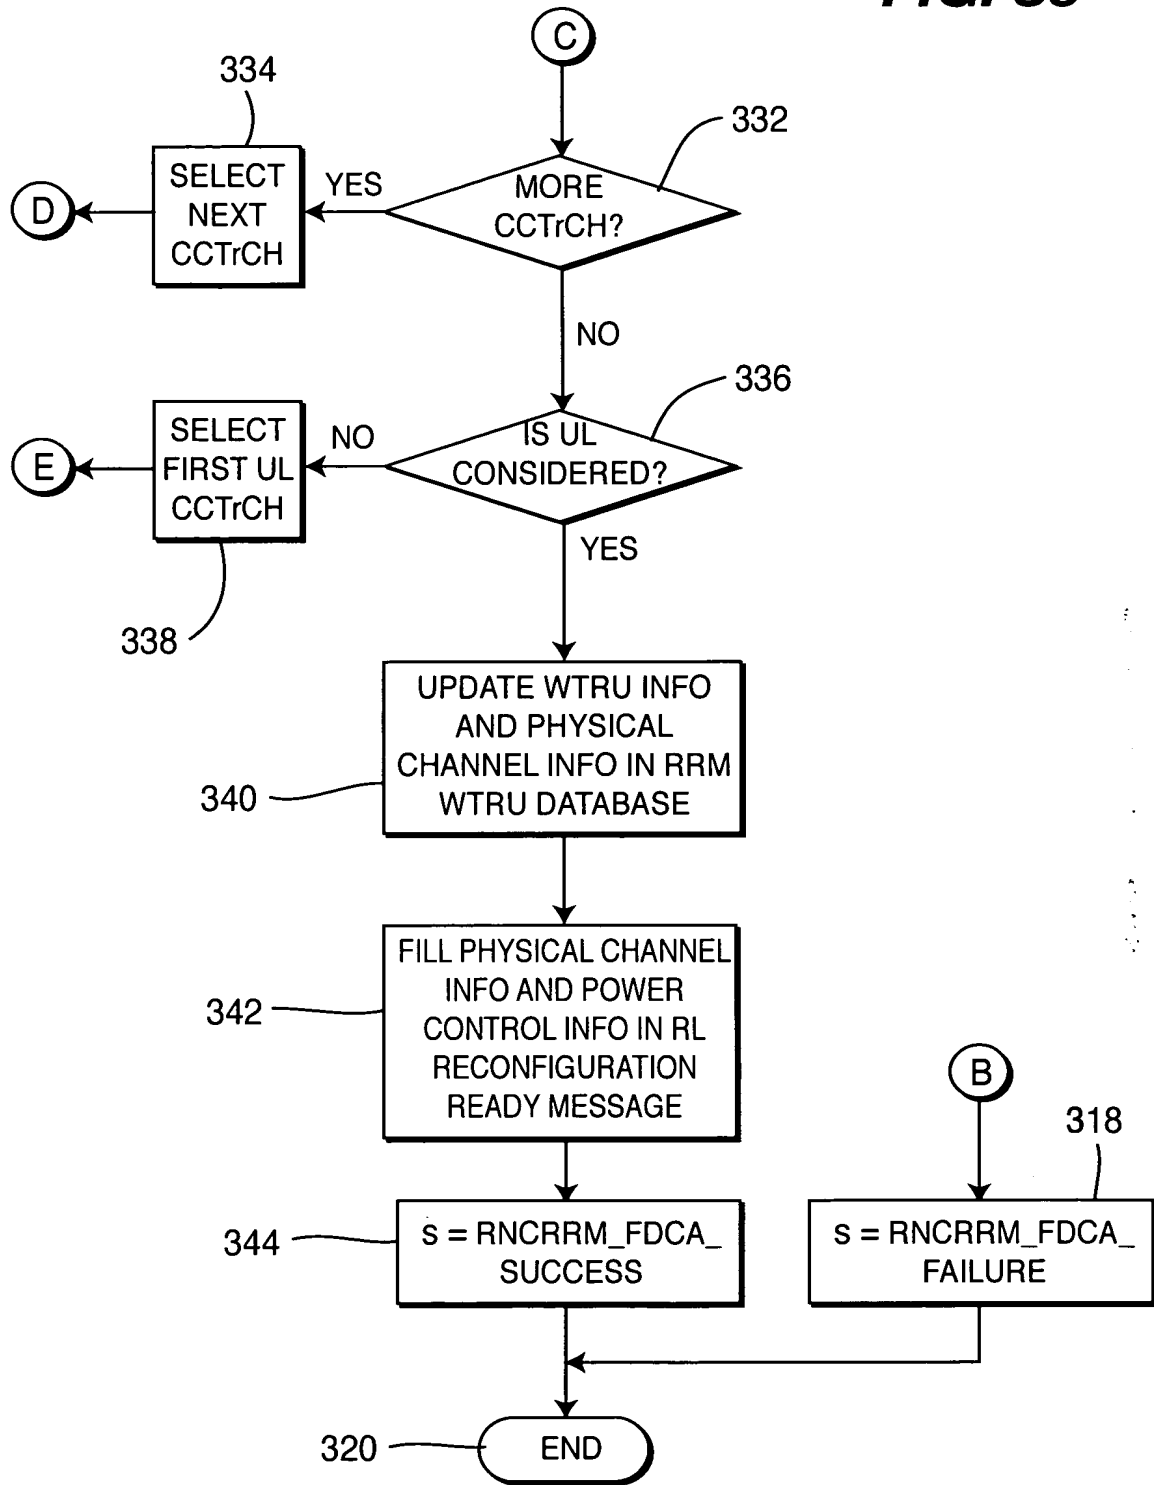 C
334
332
SELECT
NEXT
CCTrCH
YES
MORE
CCTrCH?
D
NO
336
SELECT
FIRST UL
CCTrCH
NO
IS UL
CONSIDERED?
E
YES
338
UPDATE WTRU INFO
AND PHYSICAL
CHANNEL INFO IN RRM
WTRU DATABASE
340
FILL PHYSICAL CHANNEL
INFO AND POWER
CONTROL INFO IN RL
RECONFIGURATION
READY MESSAGE
342
B
318
344
s = RNCRRM_FDCA_
SUCCESS
s = RNCRRM_FDCA_
FAILURE
320
END